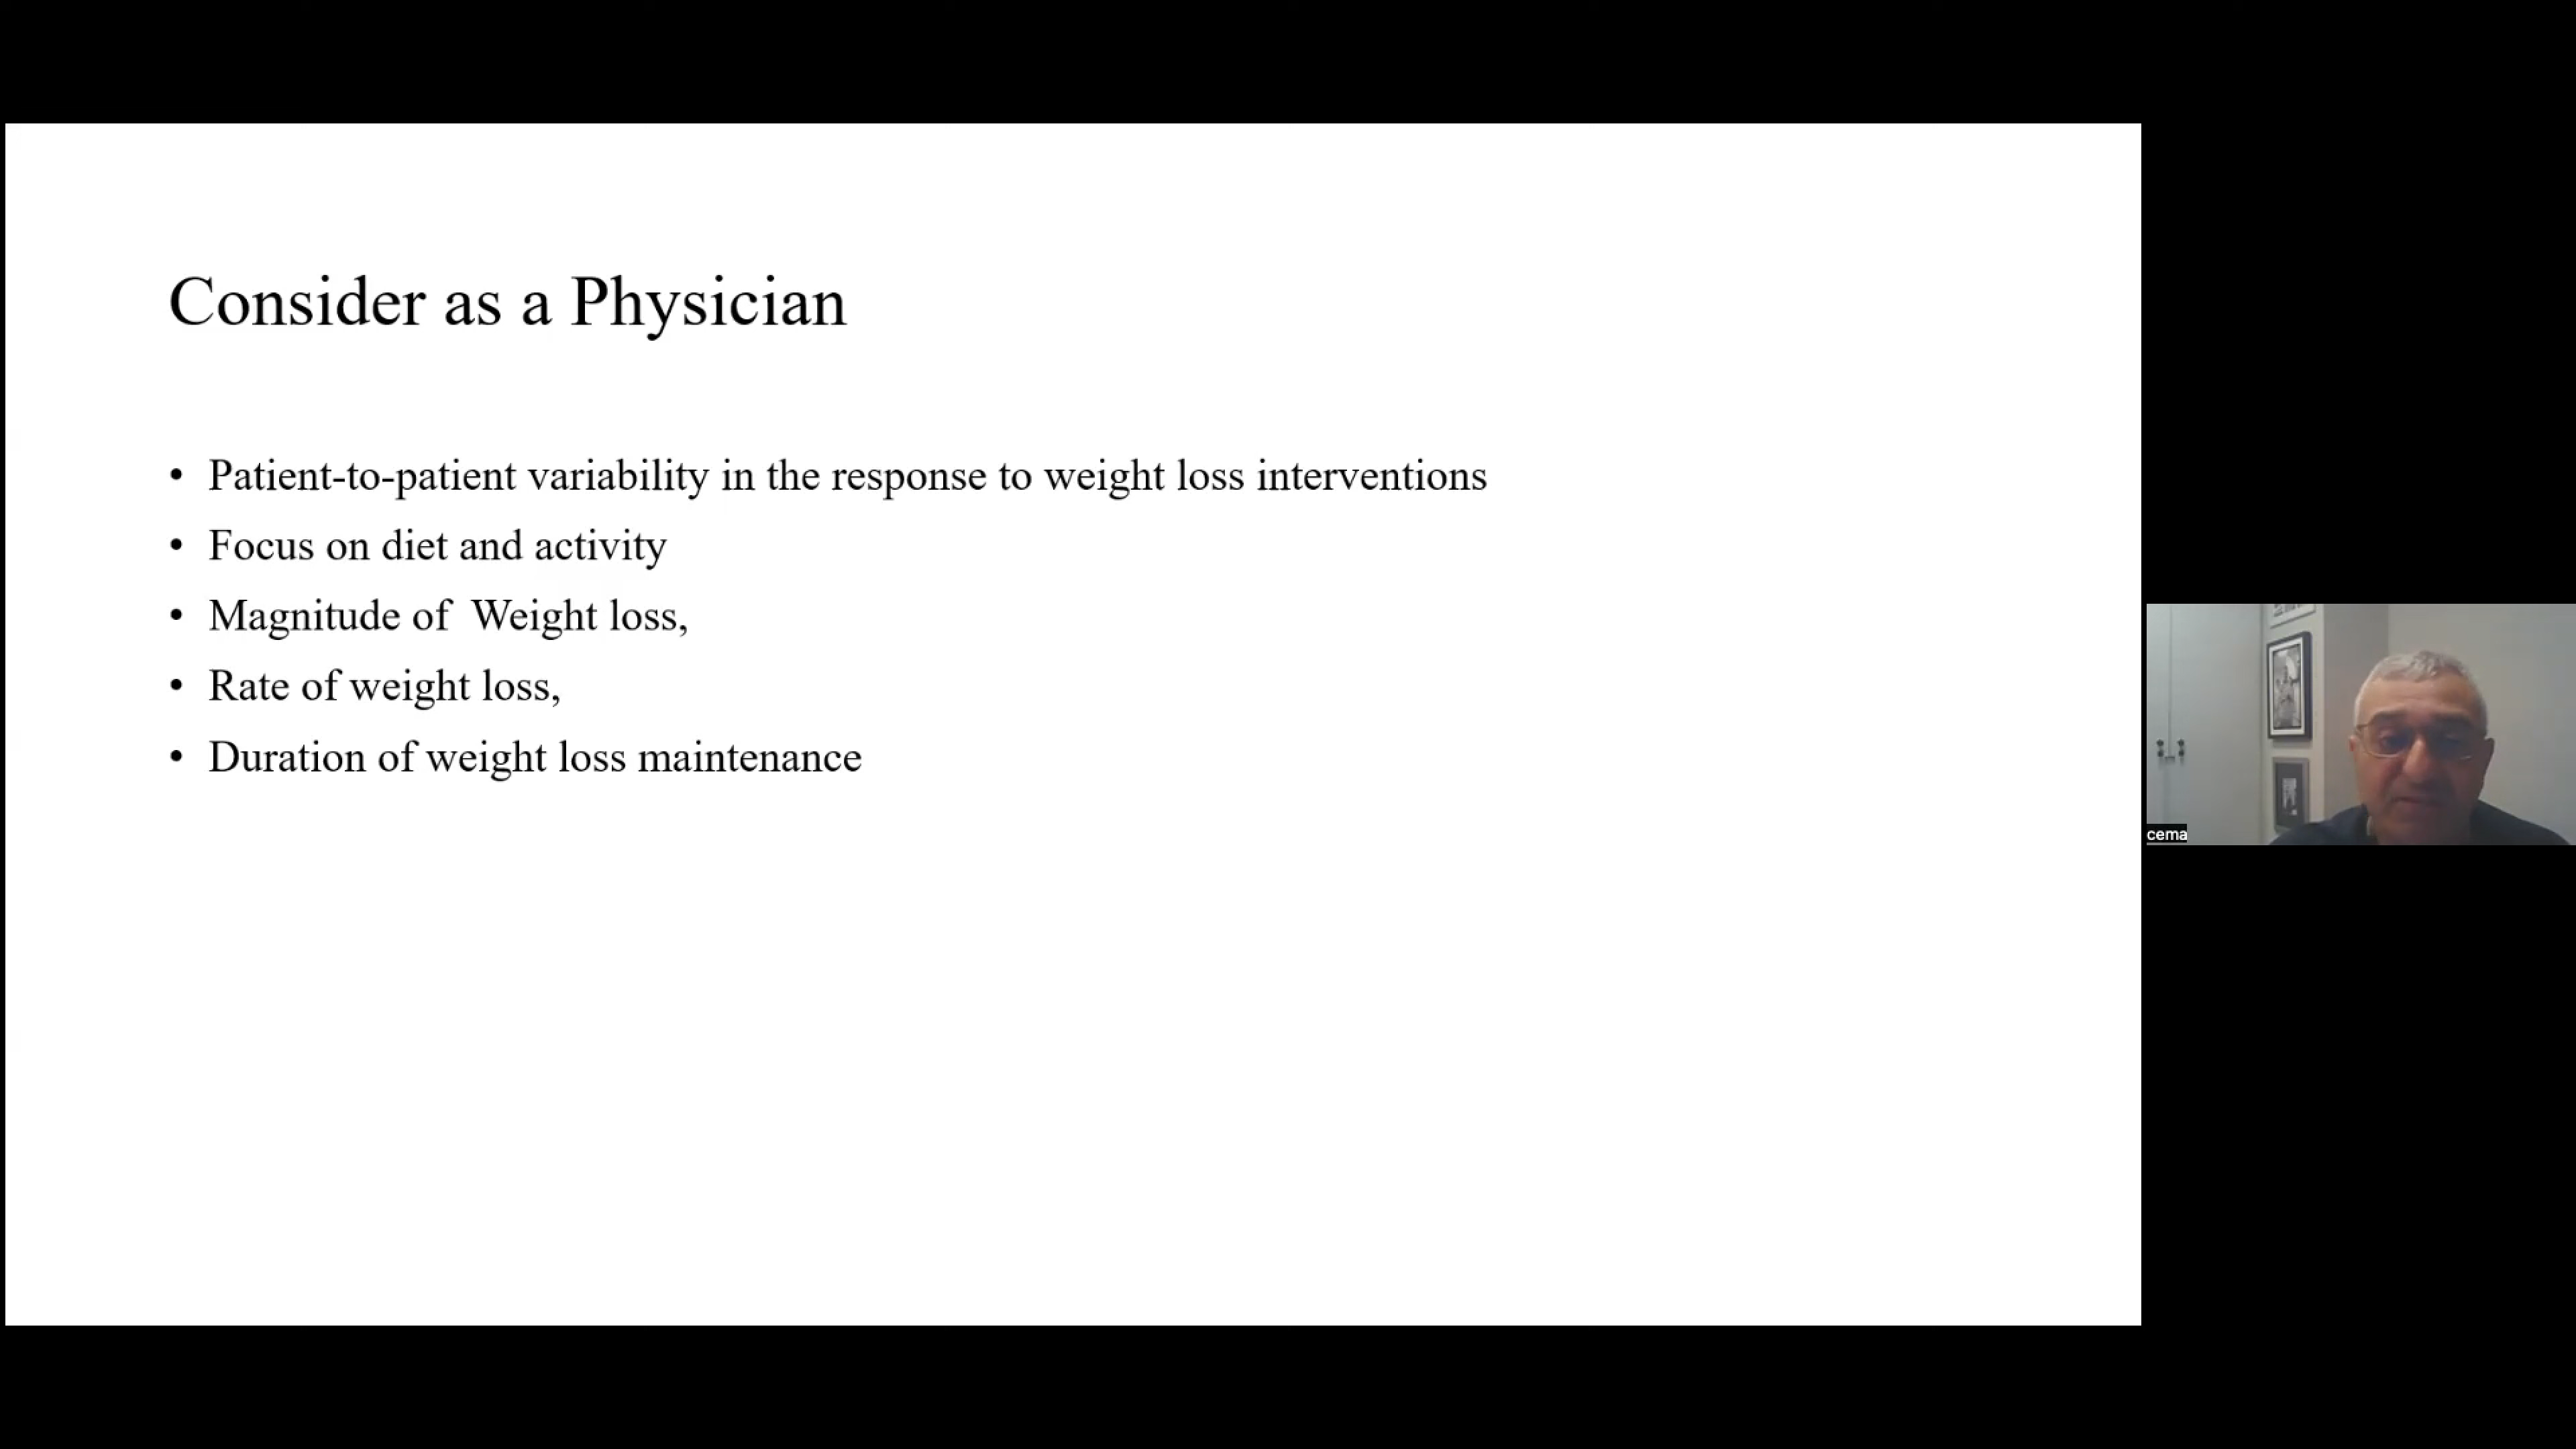 Consider as a Physician
• Patient-to-patient variability in the response to weight loss interventions
• Focus on diet and activity
• Magnitude of  Weight loss,
• Rate of weight loss,
• Duration of weight loss maintenance
cema